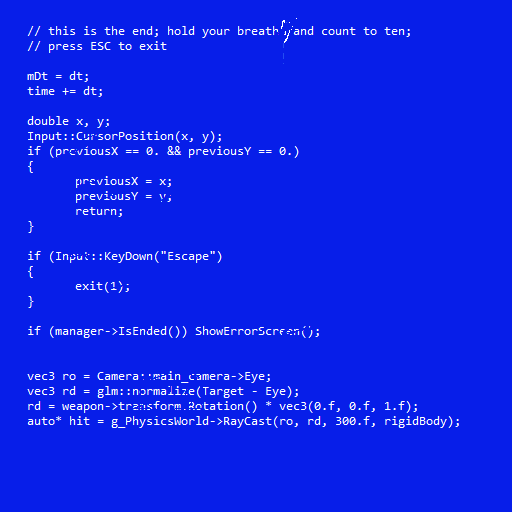 // this is the end; hold your breath and count to ten;
// press ESC to exit
mDt = dt;
time += dt;
double x, y;
Input::CursorPosition(x, y);
if (previousX == 0. && previousY == 0.)
{
previousX = x;
previousY = y;
return;
}
if (Input::KeyDown("Escape")
{
exit(1);
}
if (manager->IsEnded()) ShowErrorScreen();
vec3 ro = Camera::main_camera->Eye;
vec3 rd = glm::normalize(Target - Eye);
rd = weapon->transform.Rotation() * vec3(0.f, 0.f, 1.f);
auto* hit = g_PhysicsWorld->RayCast(ro, rd, 300.f, rigidBody);